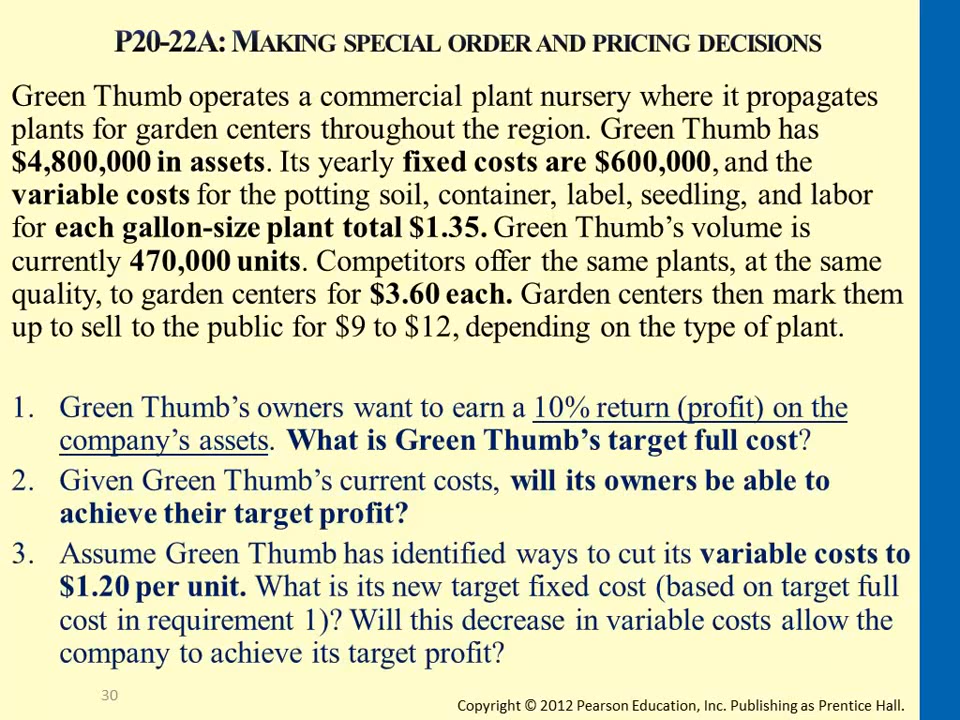 P20-22A: MAKING SPECIAL ORDER AND PRICING DECISIONS
Green Thumb operates a commercial plant nursery where it propagates
plants for garden centers throughout the region. Green Thumb has
$4,800,000 in assets. Its yearly fixed costs are $600,000, and the
variable costs for the potting soil, container, label, seedling, and labor
for each gallon-size plant total $1.35. Green Thumb’s volume is
currently 470,000 units. Competitors offer the same plants, at the same
quality, to garden centers for $3.60 each. Garden centers then mark them
up to sell to the public for $9 to $12, depending on the type of plant.
1. Green Thumb’s owners want to earn a 10% return (profit) on the
company’s assets. What is Green Thumb’s target full cost?
2. Given Green Thumb’s current costs, will its owners be able to
achieve their target profit?
3. Assume Green Thumb has identified ways to cut its variable costs to
$1.20 per unit. What is its new target fixed cost (based on target full
cost in requirement 1)? Will this decrease in variable costs allow the
company to achieve its target profit?
30
Copyright © 2012 Pearson Education, Inc. Publishing as Prentice Hall.